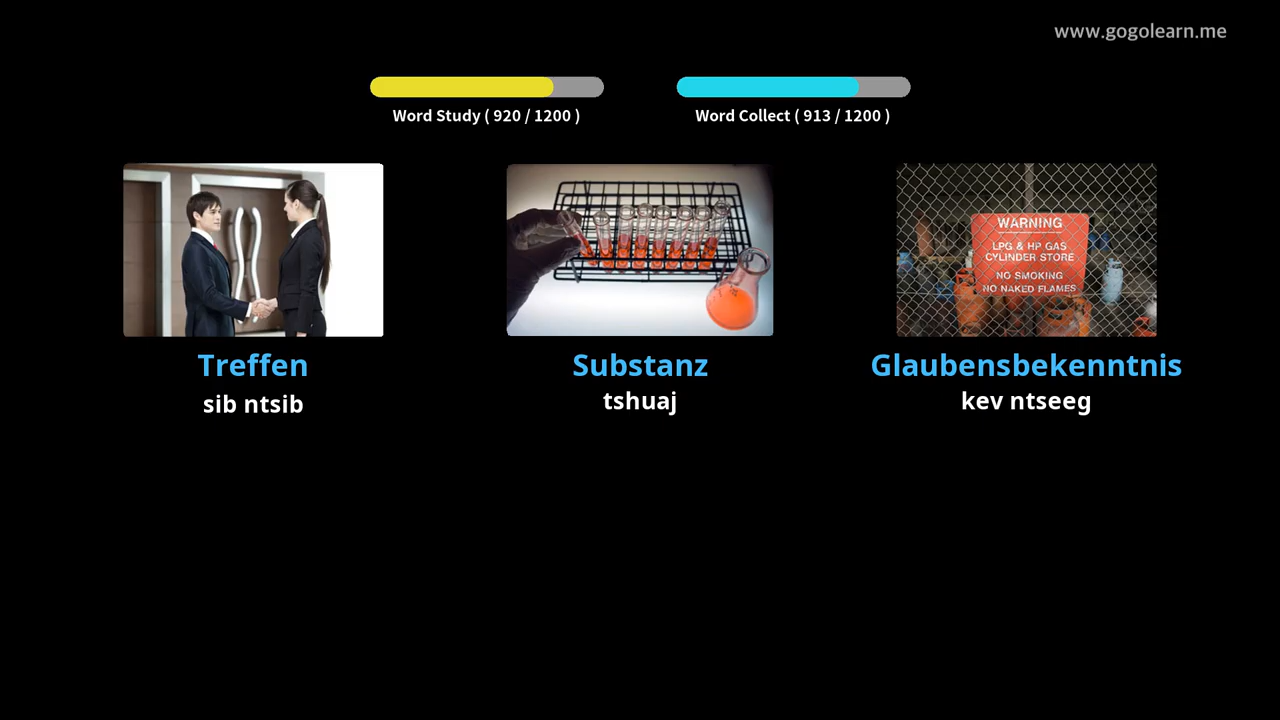 www.gogolearn.me
Word Study ( 920 / 1200 )
Word Collect ( 913 / 1200 )
WARNING
LPG & HP GAS
CYLINDER STORE
NO SMOKING
NO NAKED FLAMES
Treffen
Substanz
Glaubensbekenntnis
sib ntsib
tshuaj
kev ntseeg